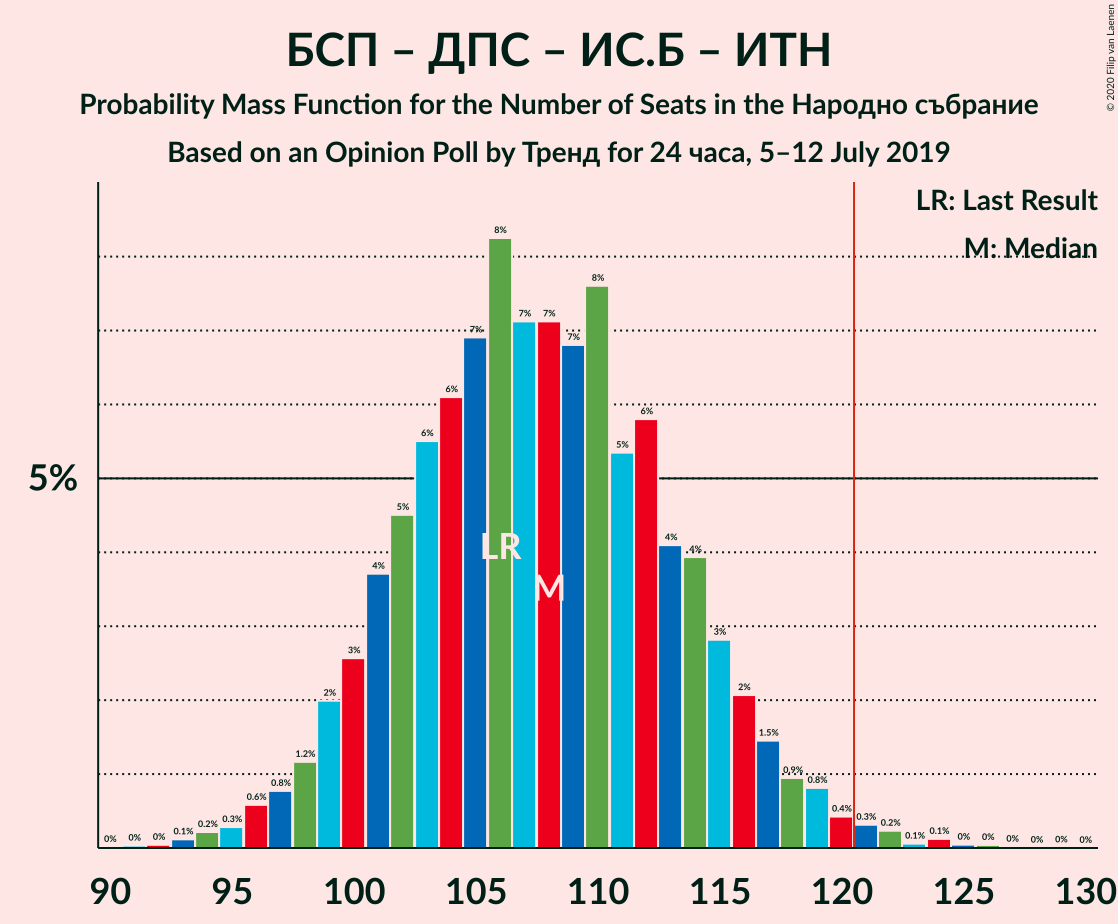 БСП – ДПС – ИС.Б – ИТН
Probability Mass Function for the Number of Seats in the Народно събрание
Based on an Opinion Poll by Тренд for 24 часа, 5–12 July 2019
© 2020 Filip van Laenen
LR: Last Result
M: Median
5%
0% 0% 0% 0.1% 0.2% 0.3% 0.6% 0.8% 1.2% 2% 3% 4% 5% 6% 6% 7% 8% 7% 7% 7% 8% 5% 6% 4% 4% 3% 2% 1.5% 0.9% 0.8% 0.4% 0.3% 0.2% 0.1% 0.1% 0% 0% 0% 0% 0% 0%
LR
M
90 95 100 105 110 115 120 125 130